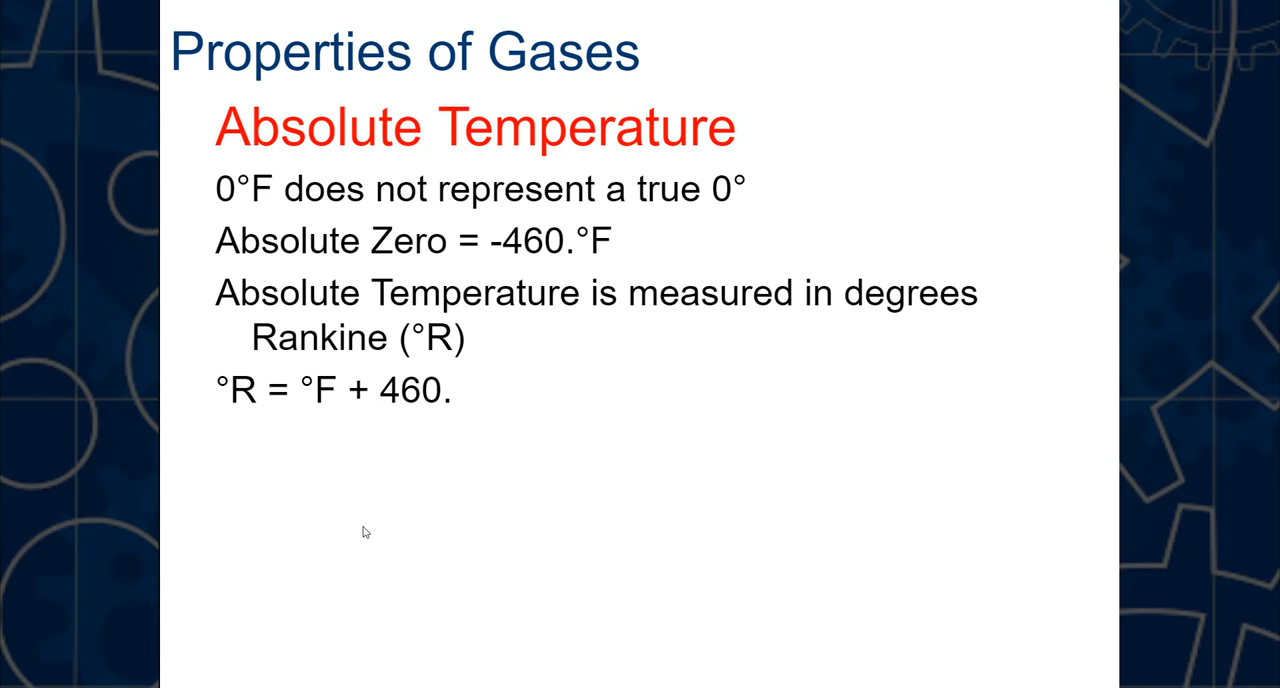 Properties of Gases
Absolute Temperature
0°F does not represent a true 0°
Absolute Zero = -460.°F
Absolute Temperature is measured in degrees
Rankine (°R)
°R = °F + 460.